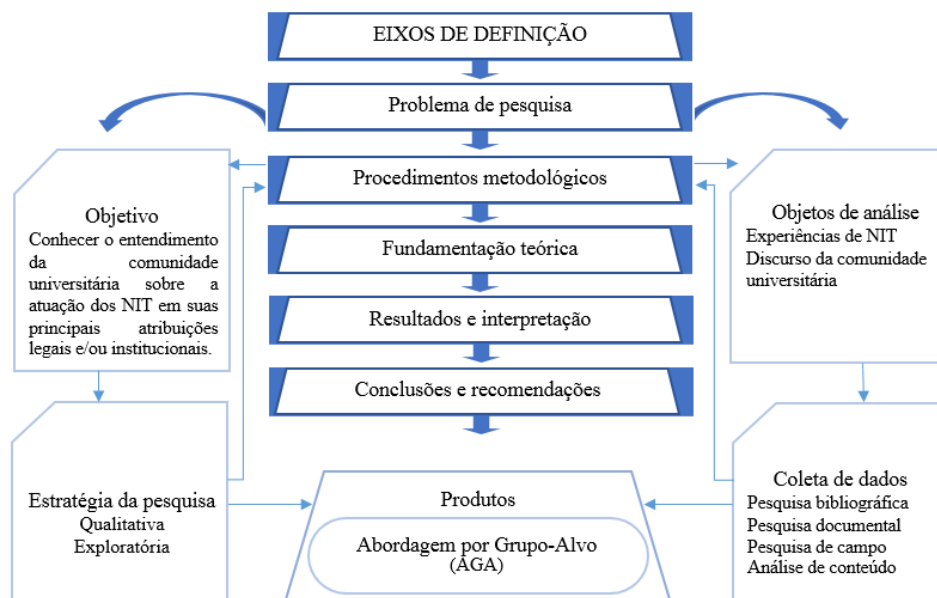 EIXOS DE DEFINIÇÃO
Problema de pesquisa
Procedimentos metodológicos
Fundamentação teórica
Resultados e interpretação
Conclusões e recomendações
Objetivo
Conhecer o entendimento
da comunidade
universitária sobre a
atuação dos NIT em suas
principais atribuições
legais e/ou institucionais.
Objetos de análise
Experiências de NIT
Discurso da comunidade
universitária
Estratégia da pesquisa
Qualitativa
Exploratória
Produtos
Abordagem por Grupo-Alvo
(AGA)
Coleta de dados
Pesquisa bibliográfica
Pesquisa documental
Pesquisa de campo
Análise de conteúdo